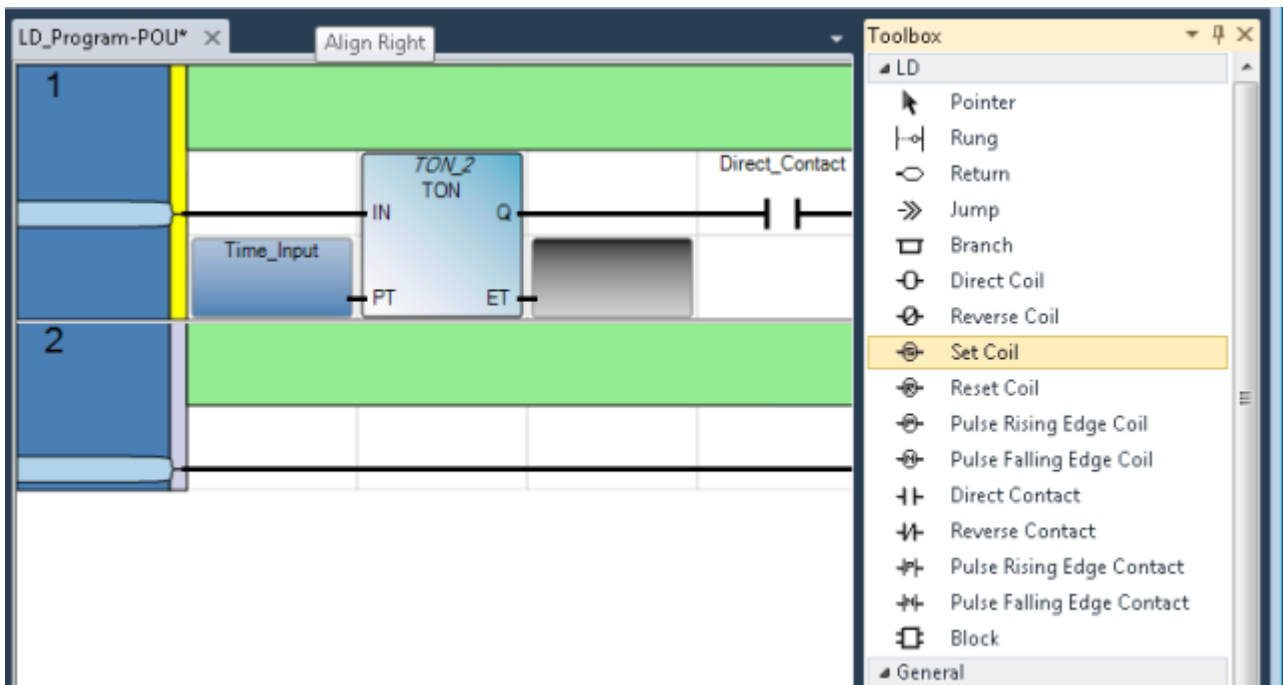 LD_Program-POU*
Align Right
1
TON_2
TON
IN Q
Time_Input
PT ET
Direct_Contact
2
Toolbox
LD
Pointer
Rung
Return
Jump
Branch
Direct Coil
Reverse Coil
Set Coil
Reset Coil
Pulse Rising Edge Coil
Pulse Falling Edge Coil
Direct Contact
Reverse Contact
Pulse Rising Edge Contact
Pulse Falling Edge Contact
Block
General